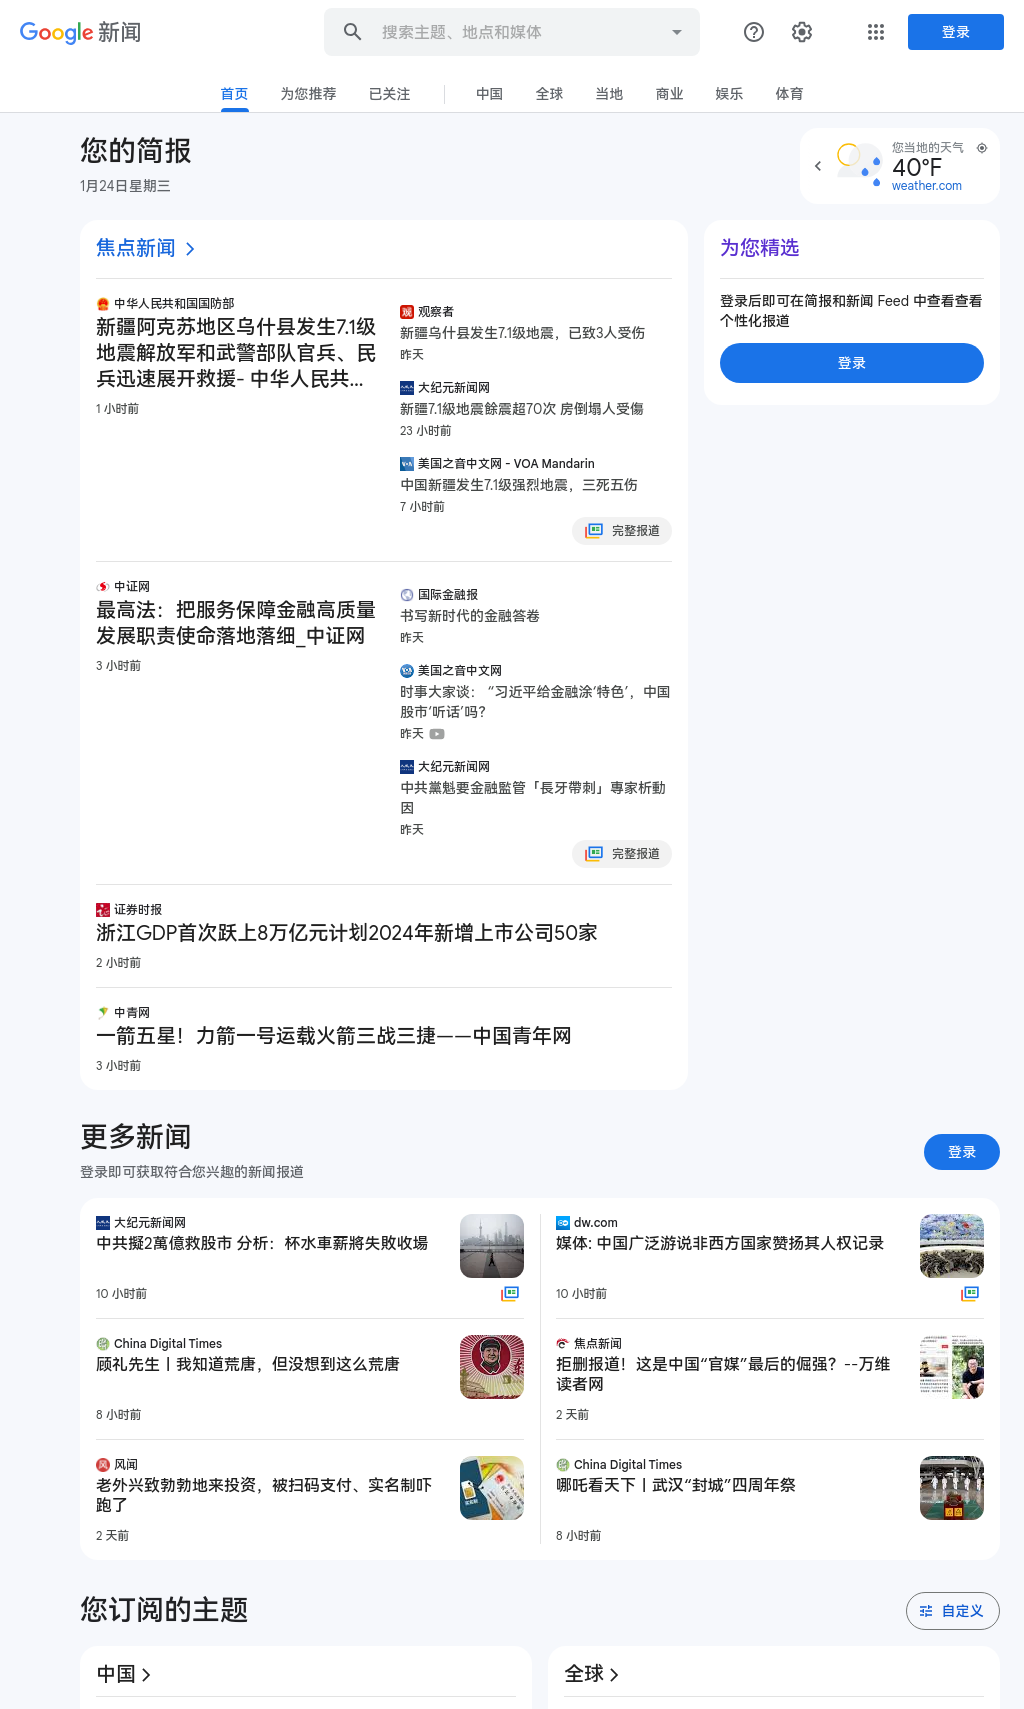 Google 新闻
搜索主题、地点和媒体
登录
首页
为您推荐
已关注
中国
全球
当地
商业
娱乐
体育
您的简报
1月24日星期三
您当地的天气
40°F
weather.com
焦点新闻
中华人民共和国国防部
新疆阿克苏地区乌什县发生7.1级
地震解放军和武警部队官兵、民
兵迅速展开救援- 中华人民共...
1 小时前
观察者
新疆乌什县发生7.1级地震，已致3人受伤
昨天
大纪元新闻网
新疆7.1級地震餘震超70次 房倒塌人受傷
23 小时前
美国之音中文网 - VOA Mandarin
中国新疆发生7.1级强烈地震，三死五伤
7 小时前
完整报道
为您精选
登录后即可在简报和新闻 Feed 中查看查看
个性化报道
登录
中证网
最高法：把服务保障金融高质量
发展职责使命落地落细_中证网
3 小时前
国际金融报
书写新时代的金融答卷
昨天
美国之音中文网
时事大家谈： “习近平给金融涂‘特色’，中国
股市‘听话’吗？
昨天
大纪元新闻网
中共黨魁要金融監管「長牙帶刺」專家析動
因
昨天
完整报道
证券时报
浙江GDP首次跃上8万亿元计划2024年新增上市公司50家
2 小时前
中青网
一箭五星！力箭一号运载火箭三战三捷——中国青年网
3 小时前
更多新闻
登录即可获取符合您兴趣的新闻报道
登录
大纪元新闻网
中共擬2萬億救股市 分析：杯水車薪將失敗收場
10 小时前
dw.com
媒体: 中国广泛游说非西方国家赞扬其人权记录
10 小时前
China Digital Times
顾礼先生丨我知道荒唐，但没想到这么荒唐
8 小时前
焦点新闻
拒删报道！这是中国“官媒”最后的倔强？--万维
读者网
2 天前
风闻
老外兴致勃勃地来投资，被扫码支付、实名制吓
跑了
2 天前
China Digital Times
哪吒看天下丨武汉“封城”四周年祭
8 小时前
您订阅的主题
自定义
中国
全球